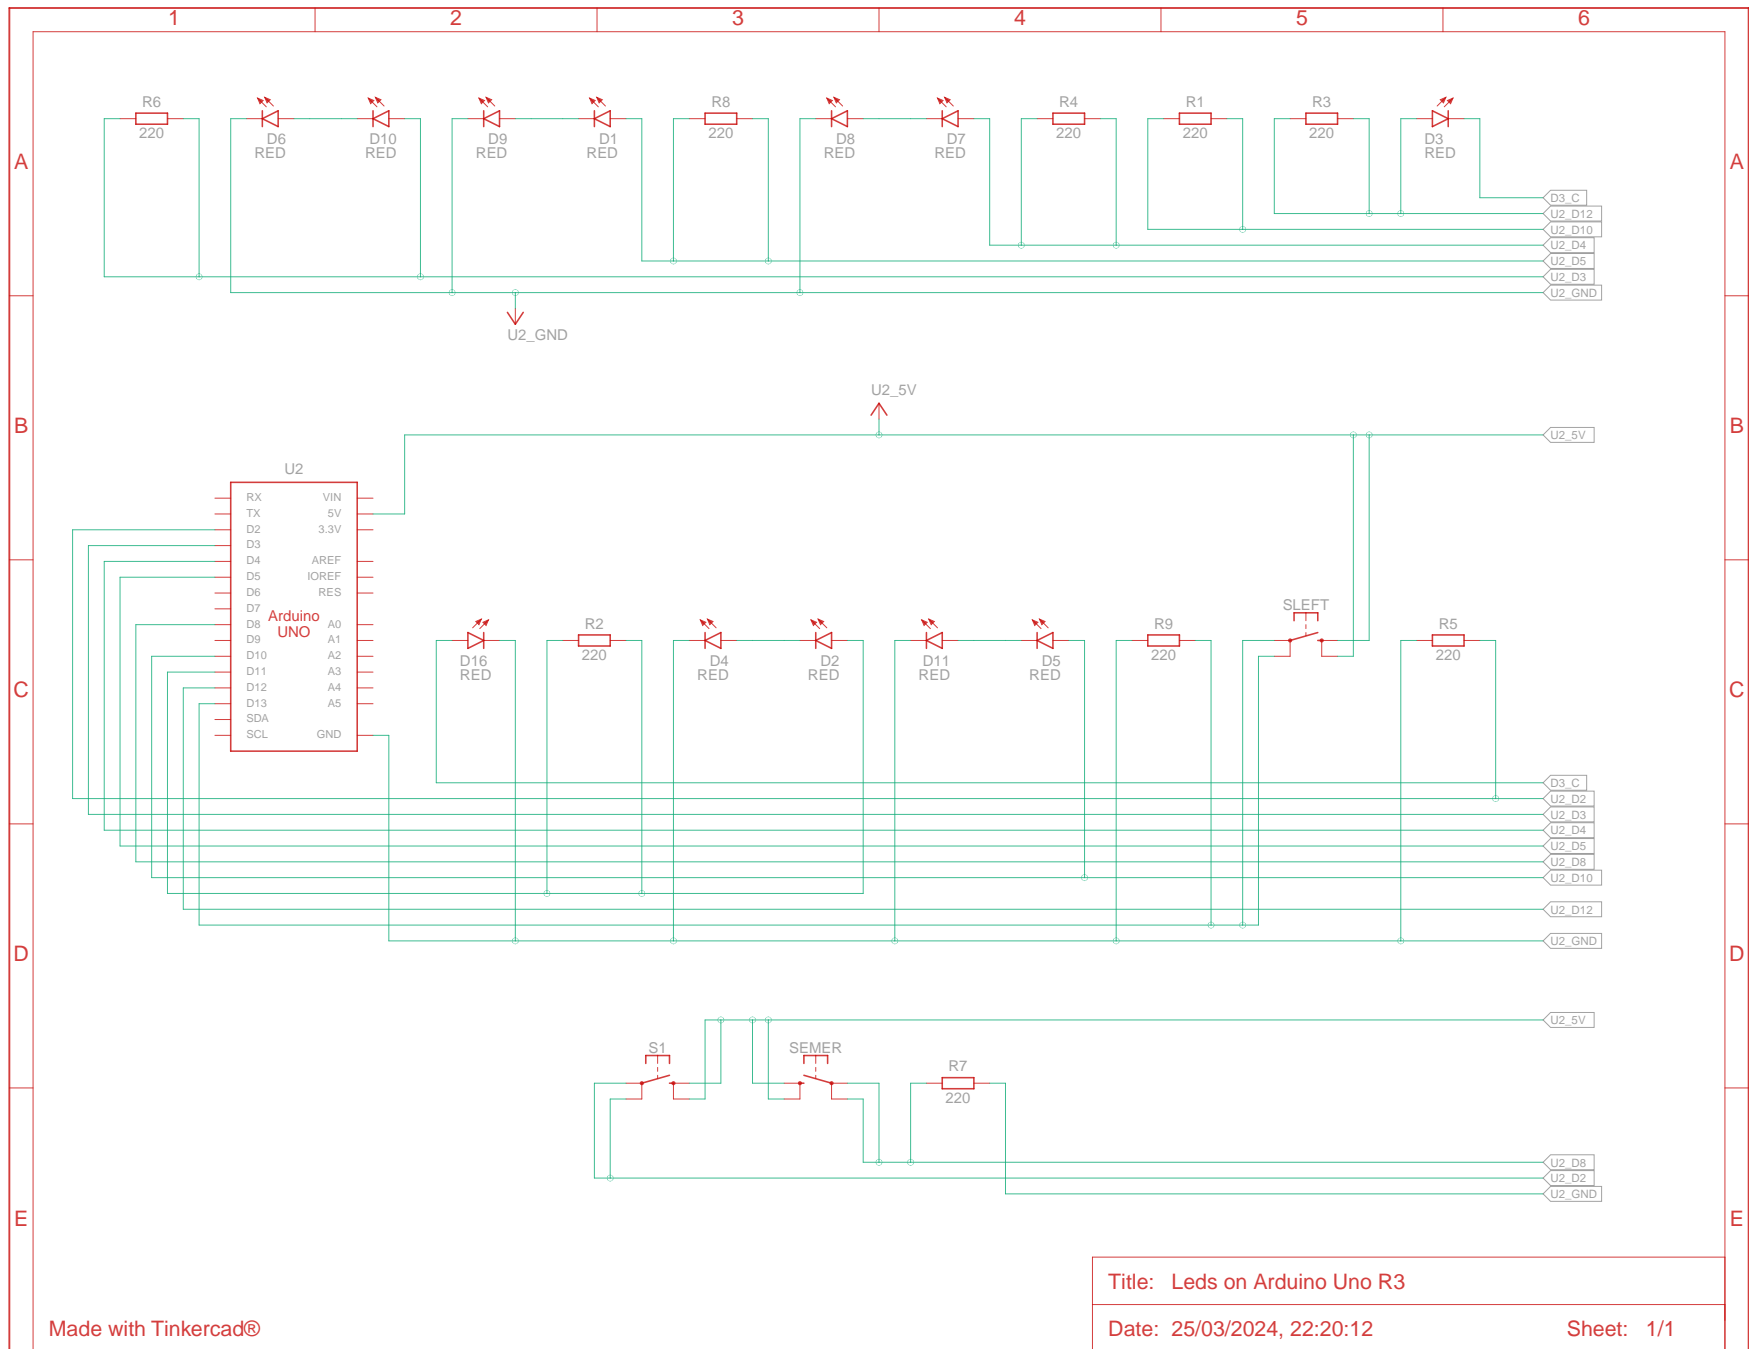 1 2 3 4 5 6
A A
R6 R8 R4 R1 R3
220 220 220 220 220
D6 D10 D9 D1 D8 D7 D3
RED RED RED RED RED RED RED
D3_C
U2_D12
U2_D10
U2_D4
U2_D5
U2_D3
U2_GND
U2_GND
U2_5V
B B
U2_5V
U2
RX VIN
TX 5V
D2 3.3V
D3
D4 AREF
D5 IOREF
D6 RES
D7
Arduino
UNO
D8 A0
D9 A1
D10 A2
D11 A3
D12 A4
D13 A5
SDA
SCL GND
SLEFT
R2 R9 R5
220 220 220
D16 D4 D2 D11 D5
RED RED RED RED RED
C C
D3_C
U2_D2
U2_D3
U2_D4
U2_D5
U2_D8
U2_D10
U2_D12
U2_GND
D D
U2_5V
S1 SEMER
R7
220
U2_D8
U2_D2
U2_GND
E E
Title: Leds on Arduino Uno R3
Made with Tinkercad®
Date: 25/03/2024, 22:20:12 Sheet: 1/1